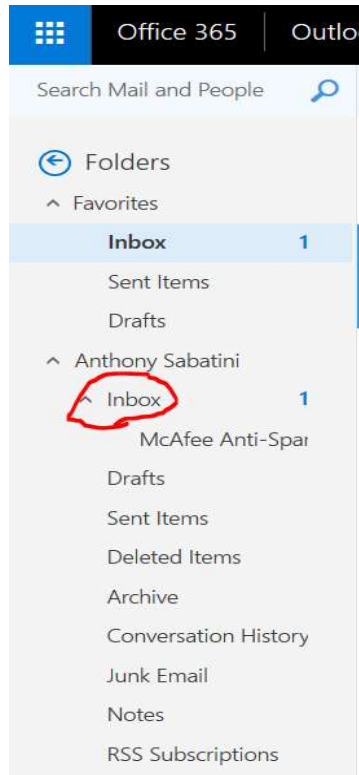 Office 365 Outlo
Search Mail and People
Folders
Favorites
Inbox 1
Sent Items
Drafts
Anthony Sabatini
Inbox 1
McAfee Anti-Spar
Drafts
Sent Items
Deleted Items
Archive
Conversation History
Junk Email
Notes
RSS Subscriptions